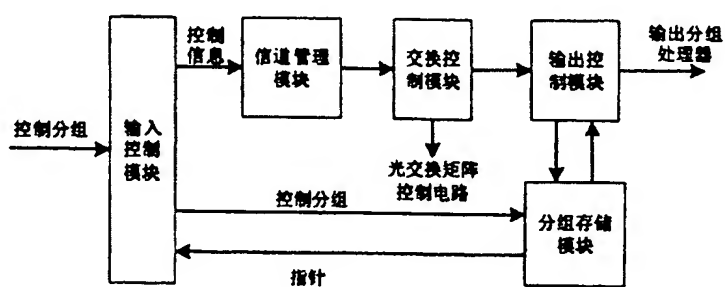 控制
信息
信道管理
模块
交换控
制模块
输出控
制模块
输出分组
处理器
控制分组
输入
控制
模块
光交换矩阵
控制电路
控制分组
分组存储
模块
指针